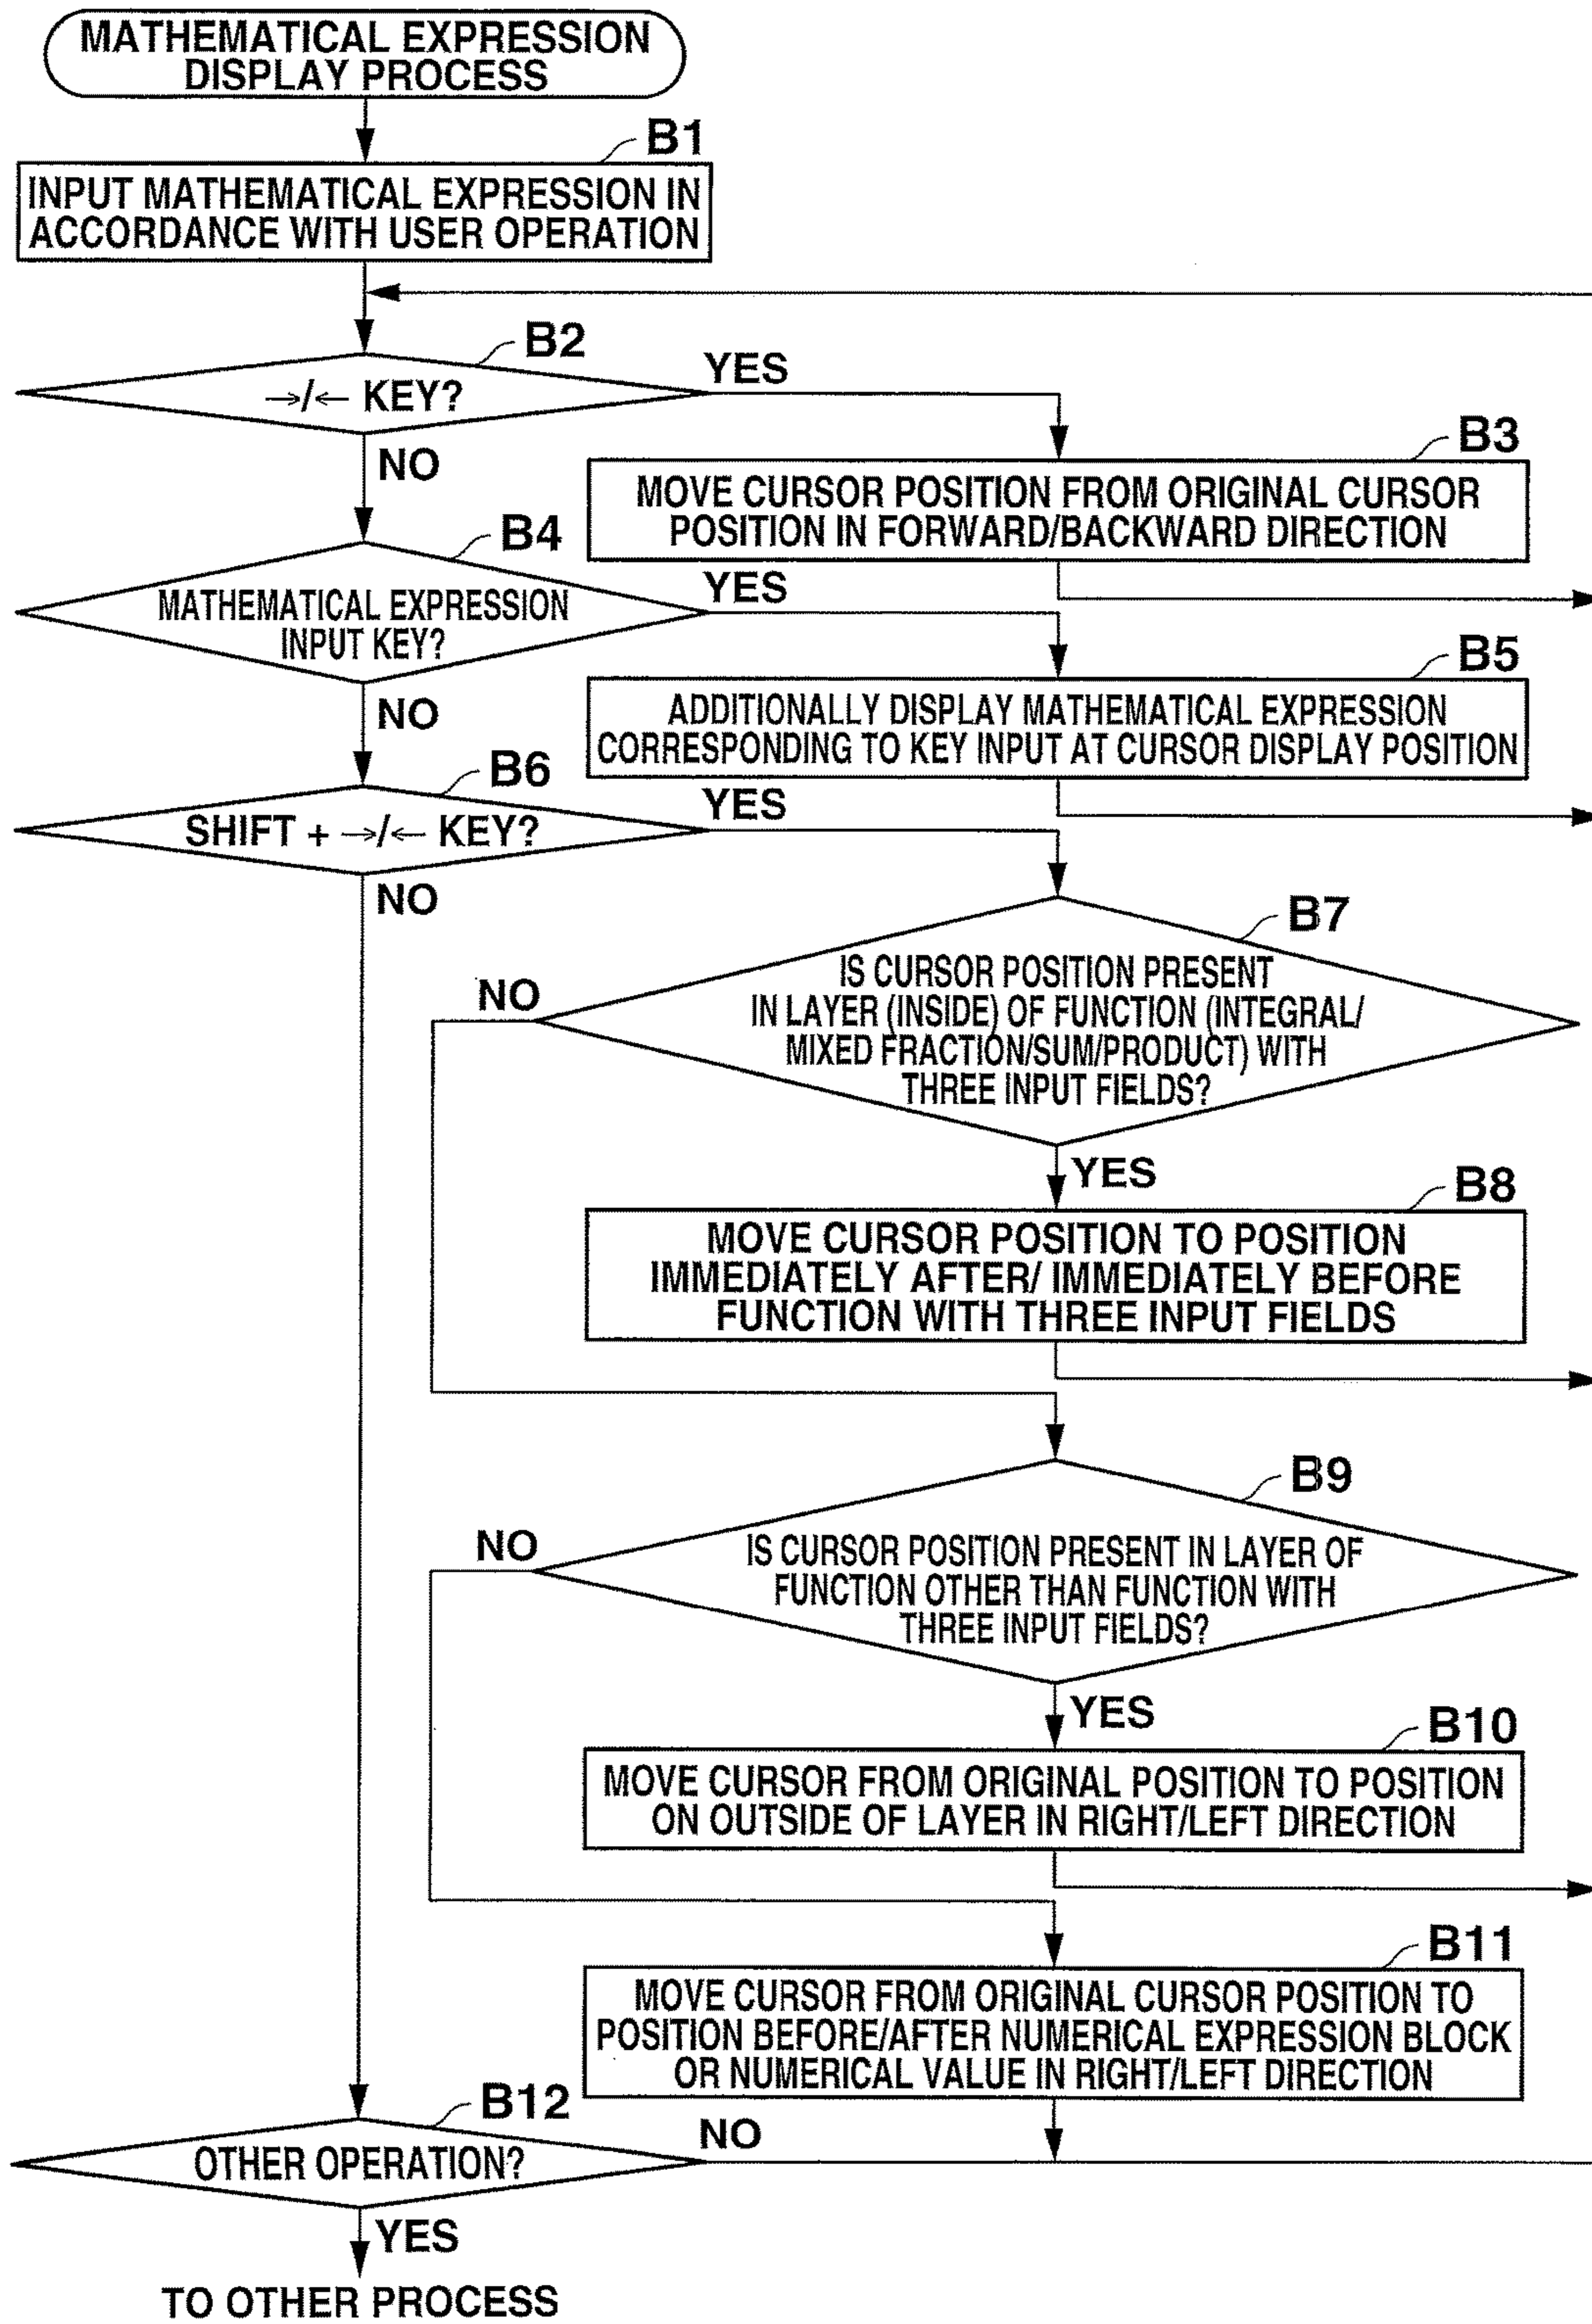 MATHEMATICAL EXPRESSION
DISPLAY PROCESS
B1
INPUT MATHEMATICAL EXPRESSION IN
ACCORDANCE WITH USER OPERATION
B2
→/← KEY?
YES
NO
B3
MOVE CURSOR POSITION FROM ORIGINAL CURSOR
POSITION IN FORWARD/BACKWARD DIRECTION
B4
MATHEMATICAL EXPRESSION
INPUT KEY?
YES
NO
B5
ADDITIONALLY DISPLAY MATHEMATICAL EXPRESSION
CORRESPONDING TO KEY INPUT AT CURSOR DISPLAY POSITION
B6
SHIFT + →/← KEY?
YES
NO
B7
IS CURSOR POSITION PRESENT
IN LAYER (INSIDE) OF FUNCTION (INTEGRAL/
MIXED FRACTION/SUM/PRODUCT) WITH
THREE INPUT FIELDS?
NO
YES
B8
MOVE CURSOR POSITION TO POSITION
IMMEDIATELY AFTER/ IMMEDIATELY BEFORE
FUNCTION WITH THREE INPUT FIELDS
B9
IS CURSOR POSITION PRESENT IN LAYER OF
FUNCTION OTHER THAN FUNCTION WITH
THREE INPUT FIELDS?
NO
YES
B10
MOVE CURSOR FROM ORIGINAL POSITION TO POSITION
ON OUTSIDE OF LAYER IN RIGHT/LEFT DIRECTION
B11
MOVE CURSOR FROM ORIGINAL CURSOR POSITION TO
POSITION BEFORE/AFTER NUMERICAL EXPRESSION BLOCK
OR NUMERICAL VALUE IN RIGHT/LEFT DIRECTION
B12
OTHER OPERATION?
NO
YES
TO OTHER PROCESS